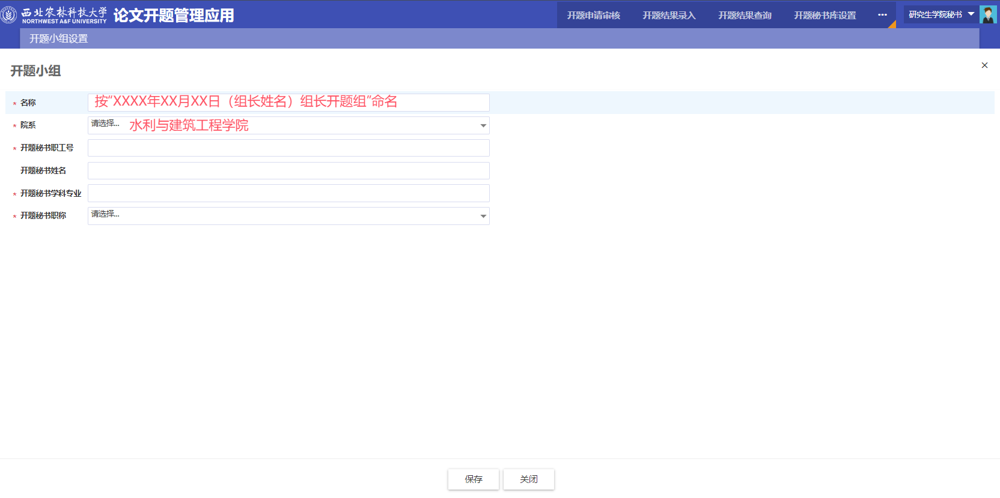 西北农林科技大学
NORTHWEST A&F UNIVERSITY
论文开题管理应用
开题申请审核 开题结果录入 开题结果查询 开题秘书库设置 ••• 研究生学院秘书
开题小组设置
开题小组 ×
* 名称 按“XXXX年XX月XX日（组长姓名）组长开题组”命名
* 院系 请选择... 水利与建筑工程学院
* 开题秘书职工号
开题秘书姓名
* 开题秘书学科专业
* 开题秘书职称 请选择...
保存 关闭